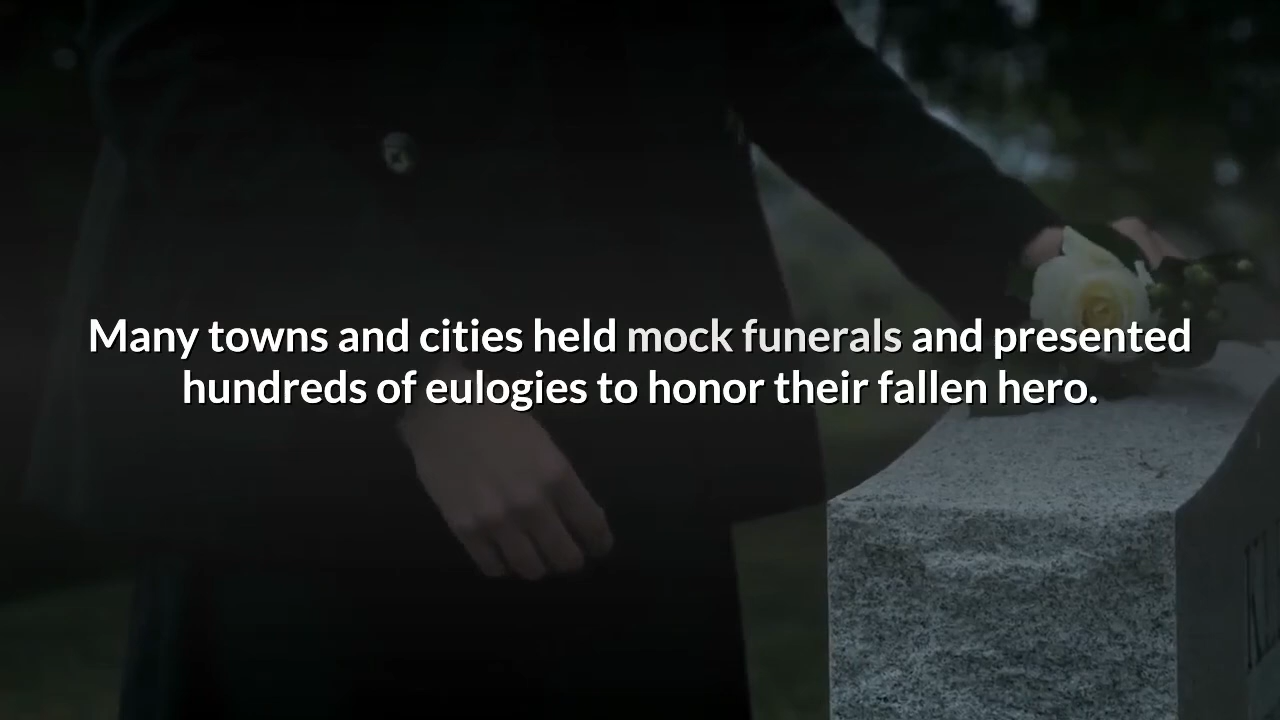 Many towns and cities held mock funerals and presented
hundreds of eulogies to honor their fallen hero.